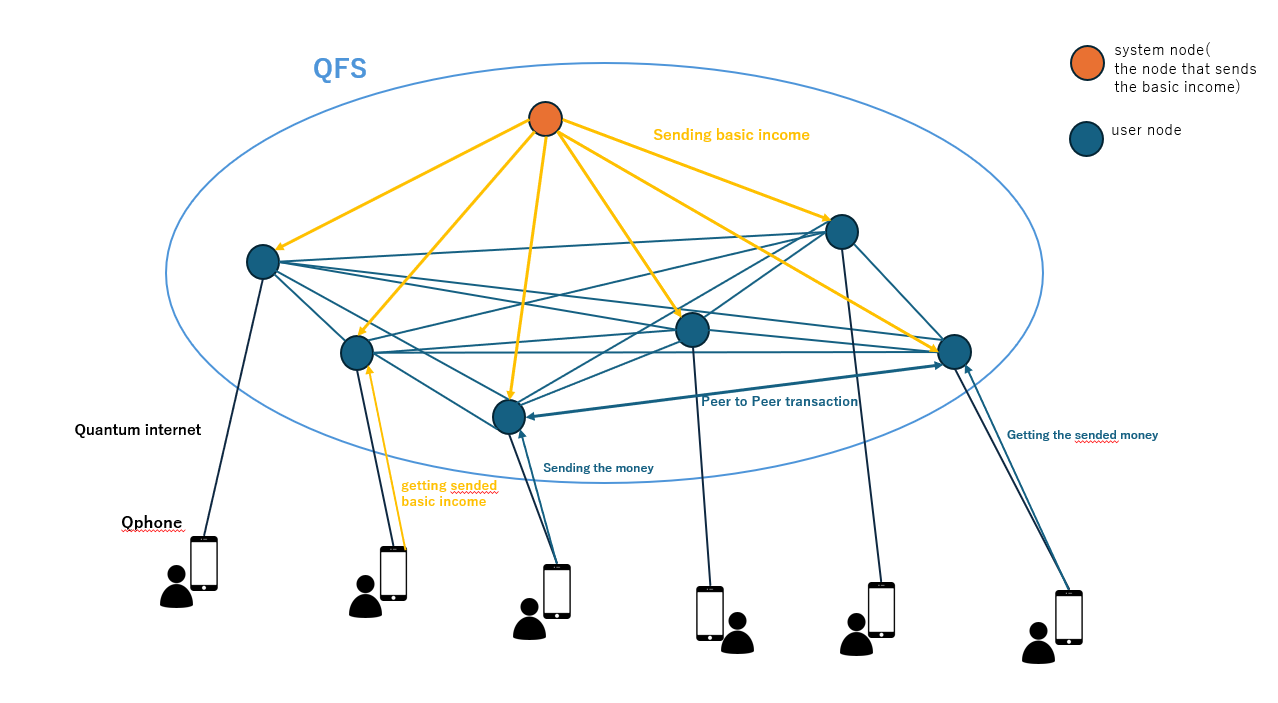 QFS
system node(
the node that sends
the basic income)
Sending basic income
user node
Peer to Peer transaction
Quantum internet
Getting the sended money
Sending the money
getting sended
basic income
Qphone